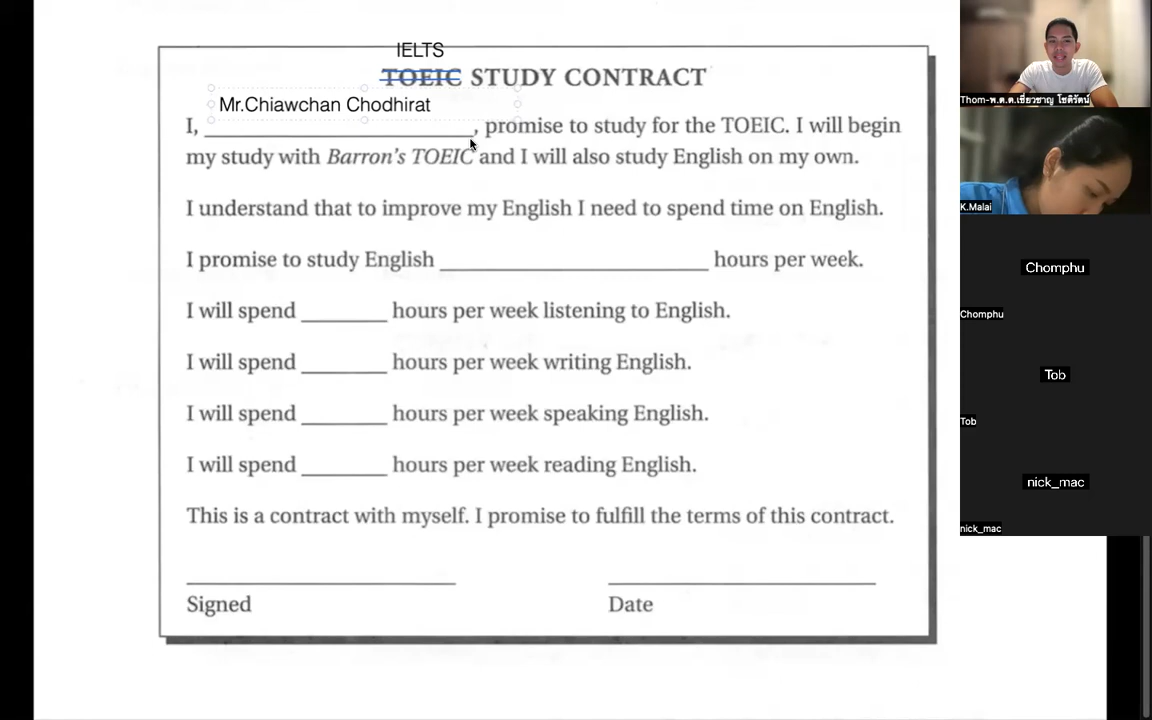 IELTS
TOEIC STUDY CONTRACT
Mr.Chiawchan Chodhirat
I, ____________________, promise to study for the TOEIC. I will begin
my study with Barron's TOEIC and I will also study English on my own.
I understand that to improve my English I need to spend time on English.
I promise to study English ____________________ hours per week.
I will spend ______ hours per week listening to English.
I will spend ______ hours per week writing English.
I will spend ______ hours per week speaking English.
I will spend ______ hours per week reading English.
This is a contract with myself. I promise to fulfill the terms of this contract.
Signed Date
Thom-พ.ต.ต.เชี่ยวชาญ โชติรัตน์
K.Malai
Chomphu
Chomphu
Tob
Tob
nick_mac
nick_mac